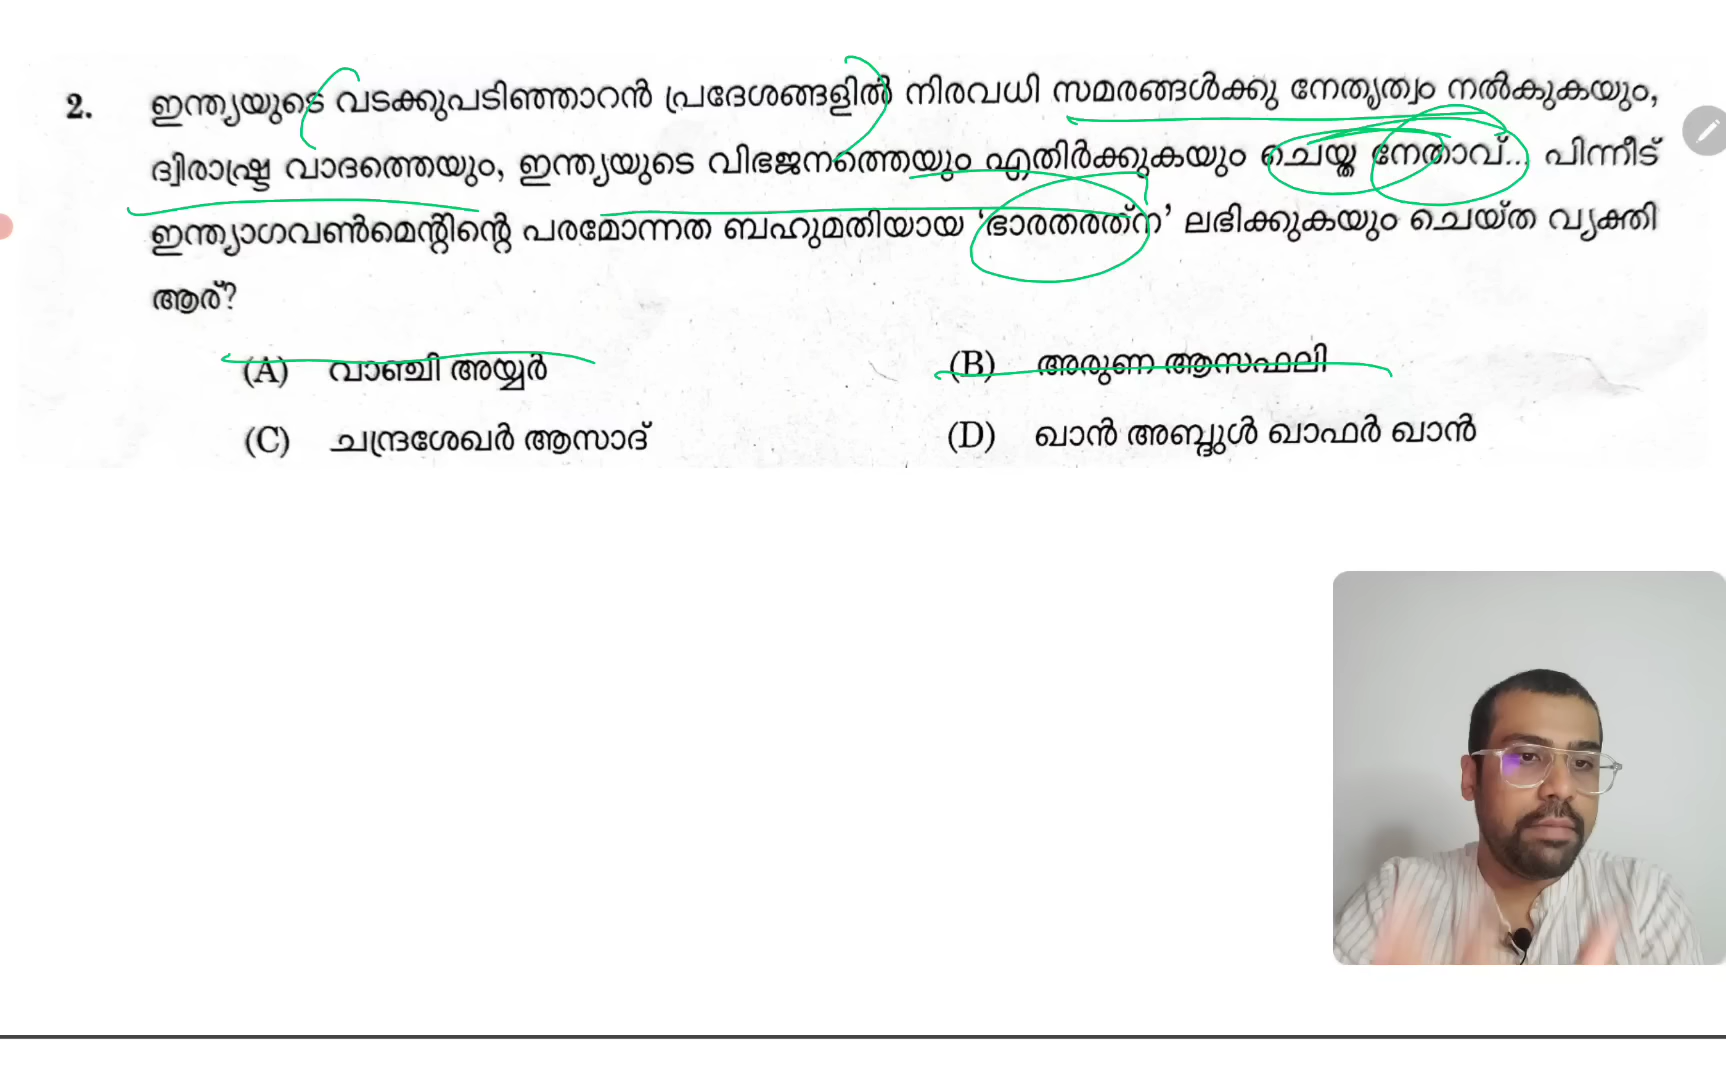 2. ഇന്ത്യയുടെ വടക്കുപടിഞ്ഞാറൻ പ്രദേശങ്ങളിൽ നിരവധി സമരങ്ങൾക്കു നേതൃത്വം നൽകുകയും,
ദ്വിരാഷ്ട്ര വാദത്തെയും, ഇന്ത്യയുടെ വിഭജനത്തെയും എതിർക്കുകയും ചെയ്ത നേതാവ്... പിന്നീട്
ഇന്ത്യാഗവൺമെന്റിന്റെ പരമോന്നത ബഹുമതിയായ ‘ഭാരതരത്‌ന’ ലഭിക്കുകയും ചെയ്ത വ്യക്തി
ആര്?
(A) വാഞ്ചി അയ്യർ (B) അരുണ ആസഫലി
(C) ചന്ദ്രശേഖർ ആസാദ് (D) ഖാൻ അബ്ദുൾ ഖാഫർ ഖാൻ